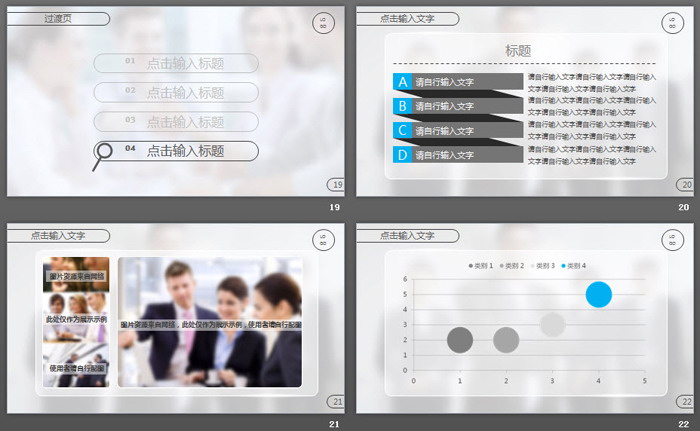 过渡页
01 点击输入标题
02 点击输入标题
03 点击输入标题
04 点击输入标题
19
19
点击输入文字
标题
A 请自行输入文字
B 请自行输入文字
C 请自行输入文字
D 请自行输入文字
请自行输入文字请自行输入文字请自行输入
文字请自行输入文字请自行输入文字
请自行输入文字请自行输入文字请自行输入
文字请自行输入文字请自行输入文字
请自行输入文字请自行输入文字请自行输入
文字请自行输入文字请自行输入文字
请自行输入文字请自行输入文字请自行输入
文字请自行输入文字请自行输入文字
20
20
点击输入文字
图片资源来自网络
此处仅作为展示示例
使用者请自行配图
图片资源来自网络，此处仅作为展示示例，使用者请自行配图
21
21
点击输入文字
类别 1 类别 2 类别 3 类别 4
6
5
4
3
2
1
0
0 1 2 3 4 5
22
22